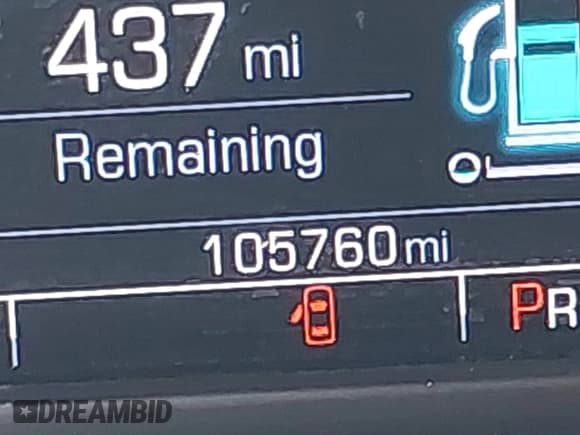 437 mi
Remaining
105760 mi
PR
DREAMBID